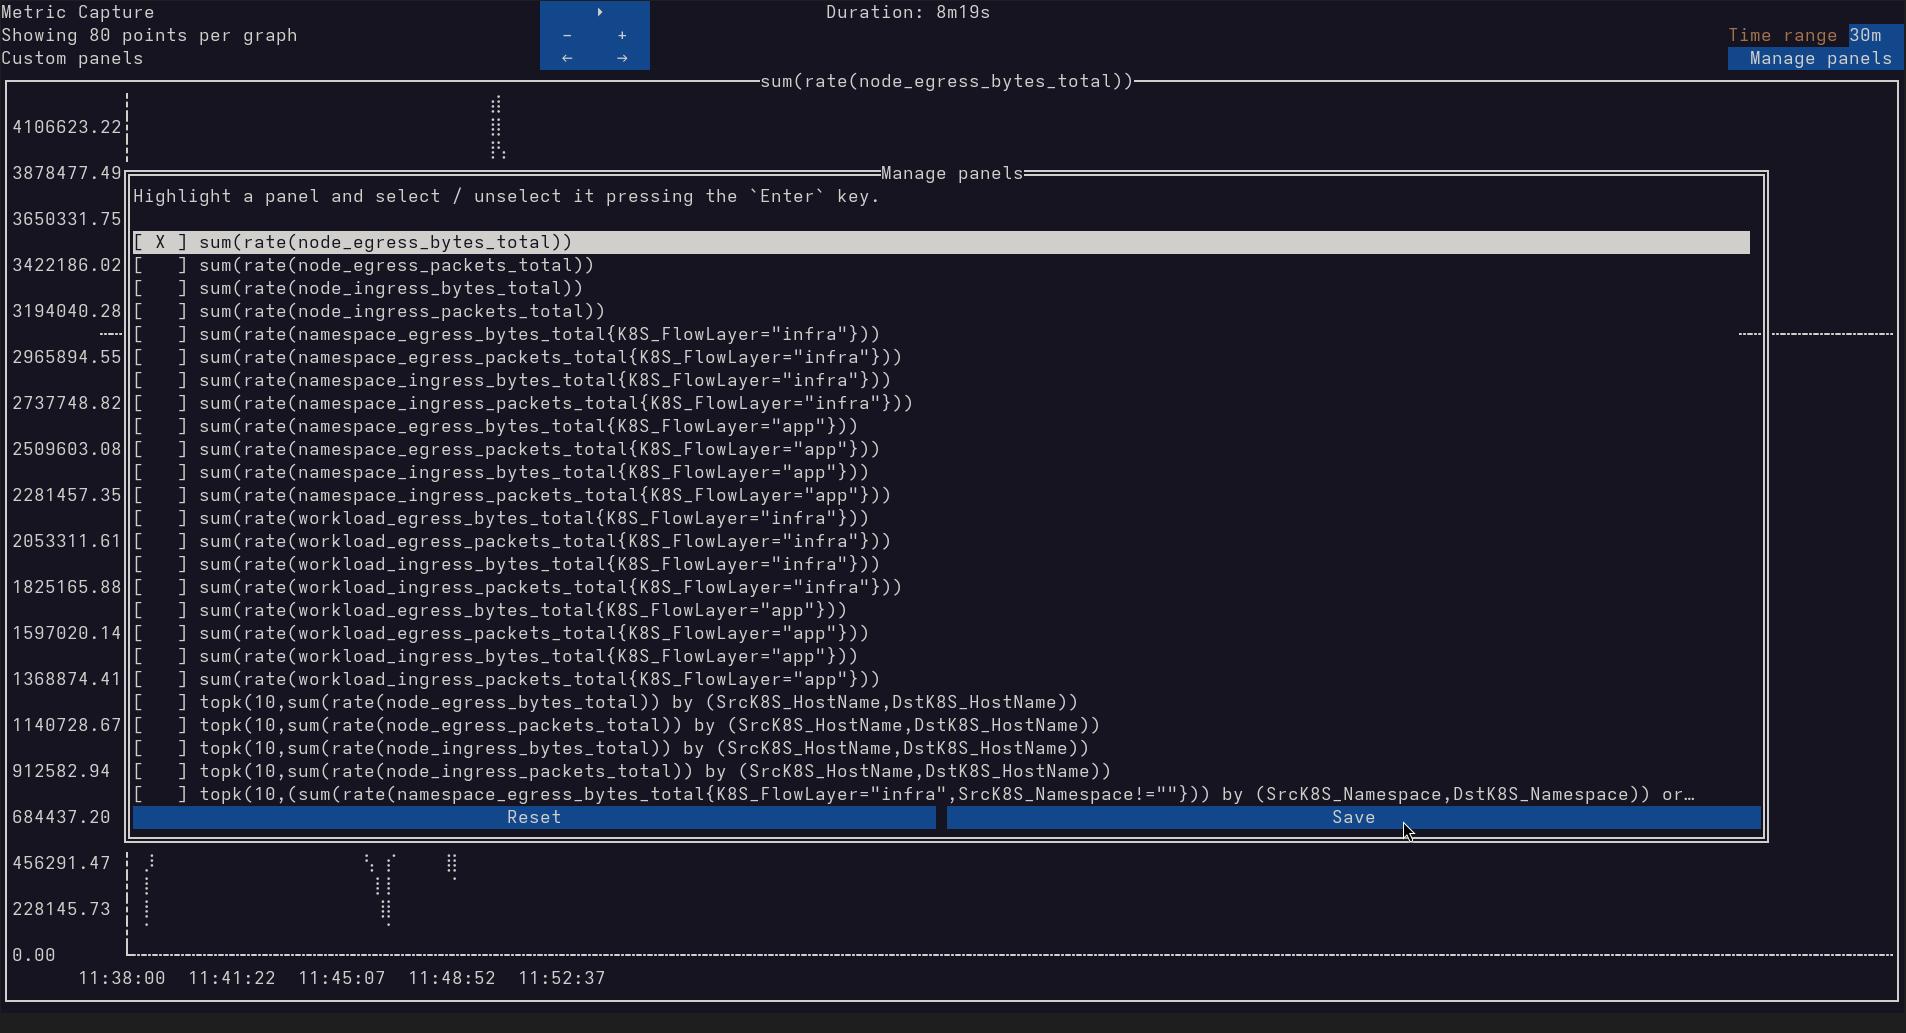 Metric Capture
Duration: 8m19s
Showing 80 points per graph
- +
Time range 30m
Custom panels
← →
Manage panels
sum(rate(node_egress_bytes_total))
4106623.22
3878477.49
Manage panels
Highlight a panel and select / unselect it pressing the `Enter` key.
3650331.75
[ X ] sum(rate(node_egress_bytes_total))
3422186.02
[   ] sum(rate(node_egress_packets_total))
[   ] sum(rate(node_ingress_bytes_total))
3194040.28
[   ] sum(rate(node_ingress_packets_total))
[   ] sum(rate(namespace_egress_bytes_total{K8S_FlowLayer="infra"}))
2965894.55
[   ] sum(rate(namespace_egress_packets_total{K8S_FlowLayer="infra"}))
[   ] sum(rate(namespace_ingress_bytes_total{K8S_FlowLayer="infra"}))
2737748.82
[   ] sum(rate(namespace_ingress_packets_total{K8S_FlowLayer="infra"}))
[   ] sum(rate(namespace_egress_bytes_total{K8S_FlowLayer="app"}))
2509603.08
[   ] sum(rate(namespace_egress_packets_total{K8S_FlowLayer="app"}))
[   ] sum(rate(namespace_ingress_bytes_total{K8S_FlowLayer="app"}))
2281457.35
[   ] sum(rate(namespace_ingress_packets_total{K8S_FlowLayer="app"}))
[   ] sum(rate(workload_egress_bytes_total{K8S_FlowLayer="infra"}))
2053311.61
[   ] sum(rate(workload_egress_packets_total{K8S_FlowLayer="infra"}))
[   ] sum(rate(workload_ingress_bytes_total{K8S_FlowLayer="infra"}))
1825165.88
[   ] sum(rate(workload_ingress_packets_total{K8S_FlowLayer="infra"}))
[   ] sum(rate(workload_egress_bytes_total{K8S_FlowLayer="app"}))
1597020.14
[   ] sum(rate(workload_egress_packets_total{K8S_FlowLayer="app"}))
[   ] sum(rate(workload_ingress_bytes_total{K8S_FlowLayer="app"}))
1368874.41
[   ] sum(rate(workload_ingress_packets_total{K8S_FlowLayer="app"}))
[   ] topk(10,sum(rate(node_egress_bytes_total)) by (SrcK8S_HostName,DstK8S_HostName))
1140728.67
[   ] topk(10,sum(rate(node_egress_packets_total)) by (SrcK8S_HostName,DstK8S_HostName))
[   ] topk(10,sum(rate(node_ingress_bytes_total)) by (SrcK8S_HostName,DstK8S_HostName))
912582.94
[   ] topk(10,sum(rate(node_ingress_packets_total)) by (SrcK8S_HostName,DstK8S_HostName))
[   ] topk(10,(sum(rate(namespace_egress_bytes_total{K8S_FlowLayer="infra",SrcK8S_Namespace!=""})) by (SrcK8S_Namespace,DstK8S_Namespace)) or…
684437.20
Reset
Save
456291.47
228145.73
0.00
11:38:00 11:41:22 11:45:07 11:48:52 11:52:37